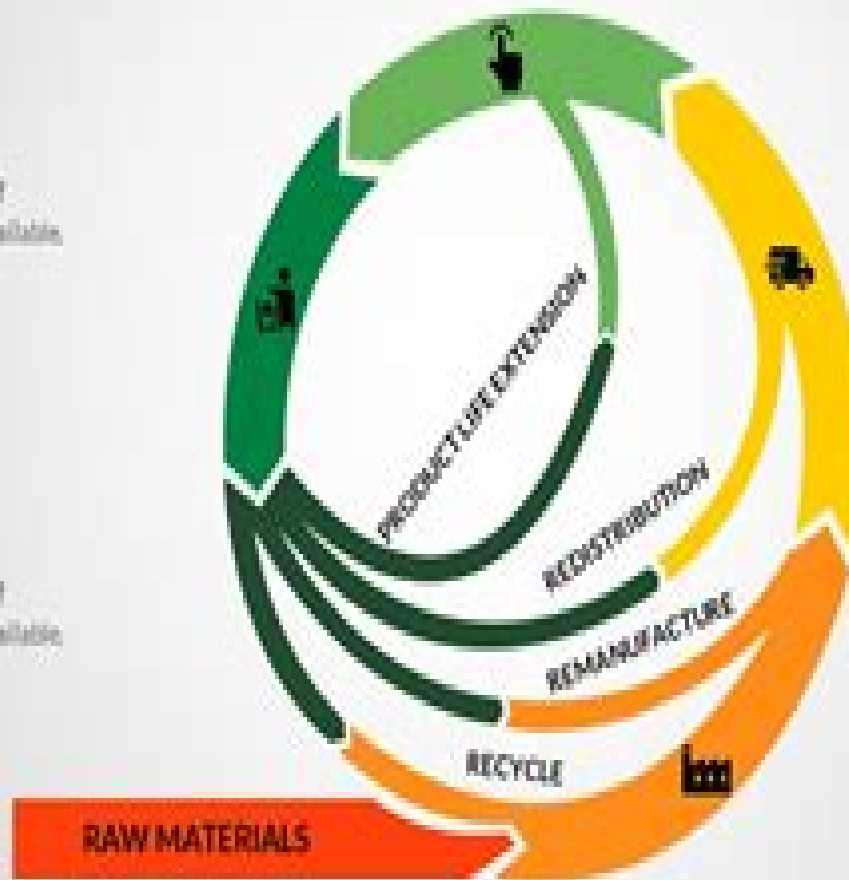 PRODUCT LIFE EXTENSION
REDISTRIBUTION
REMANUFACTURE
RECYCLE
RAW MATERIALS